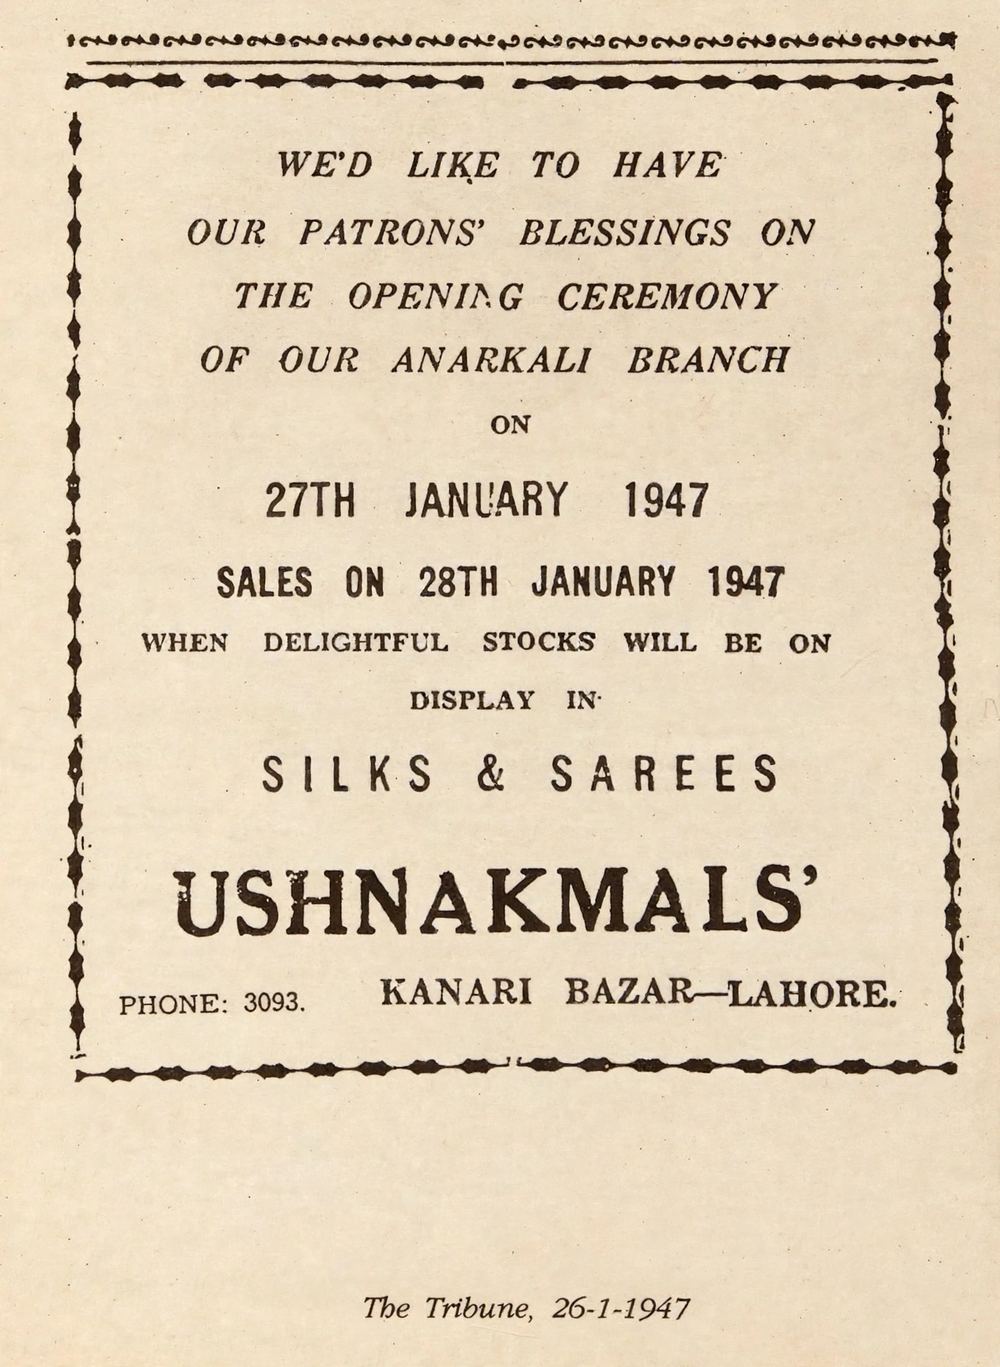 WE'D LIKE TO HAVE
OUR PATRONS' BLESSINGS ON
THE OPENING CEREMONY
OF OUR ANARKALI BRANCH
ON
27TH JANUARY 1947
SALES ON 28TH JANUARY 1947
WHEN DELIGHTFUL STOCKS WILL BE ON
DISPLAY IN
SILKS & SAREES
USHNAKMALS'
PHONE: 3093. KANARI BAZAR—LAHORE.
The Tribune, 26-1-1947